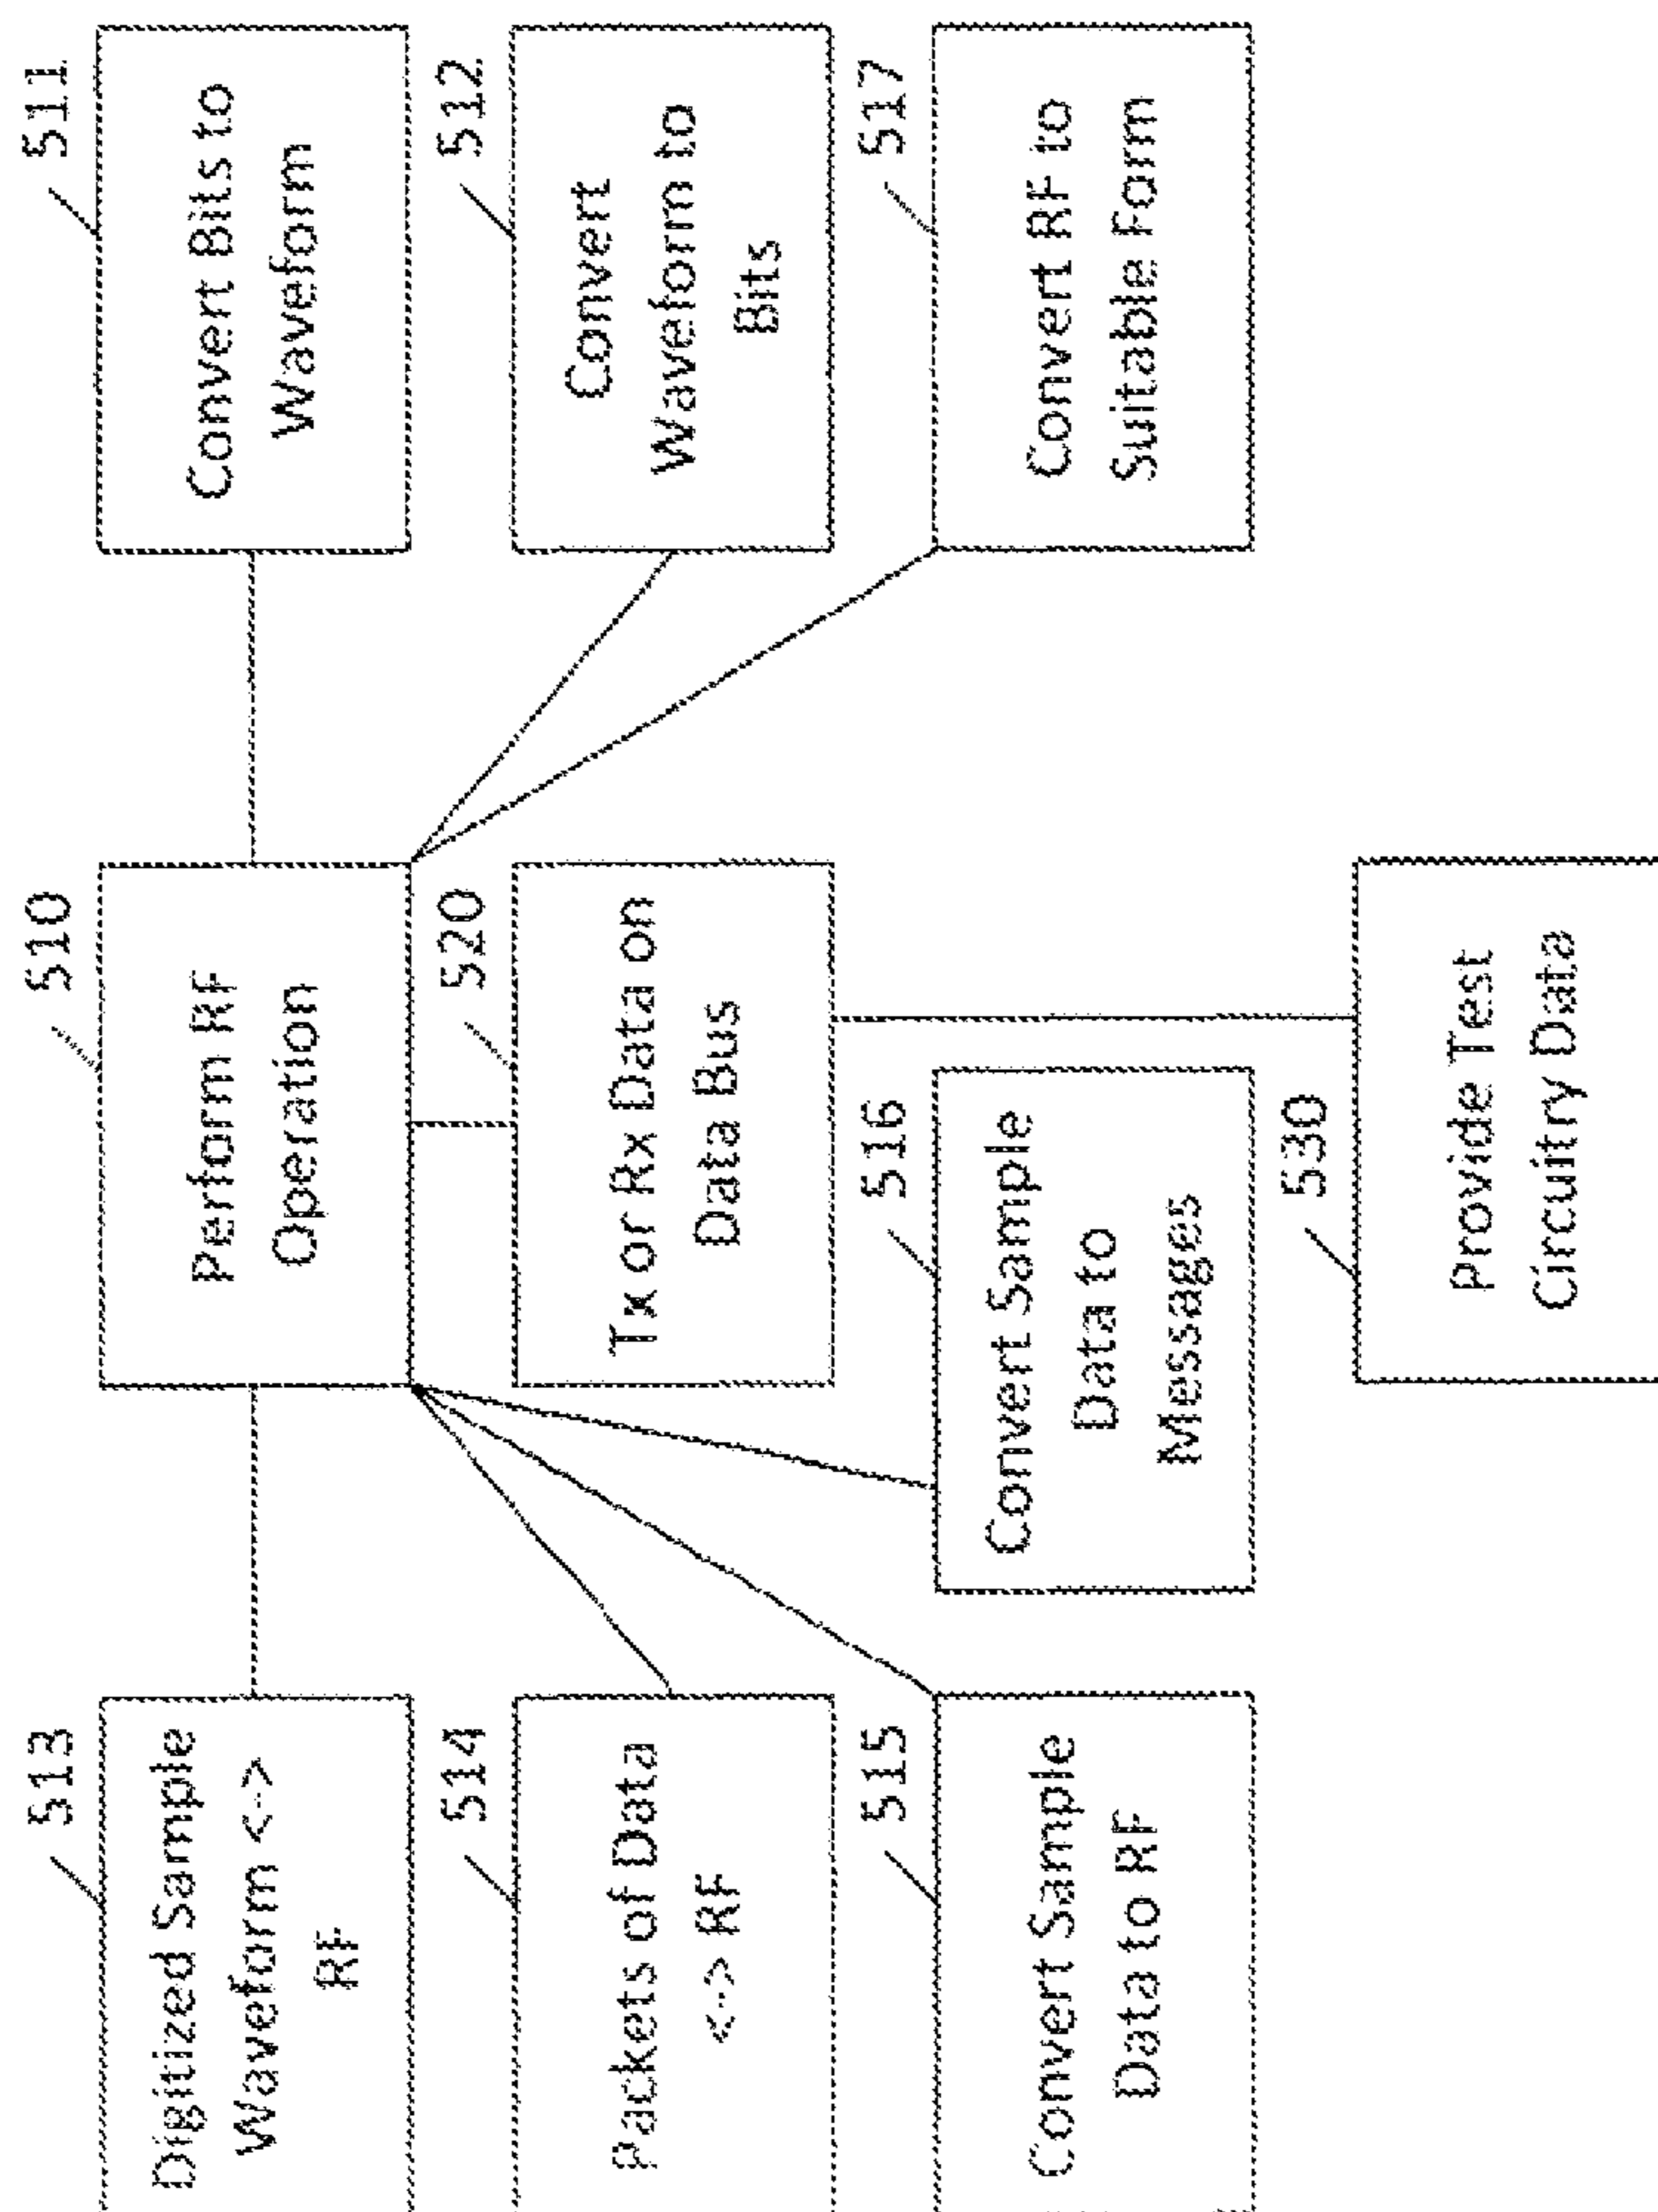 513
Digitized Sample
Waveform <->
RF
510
Perform RF
Operation
511
Convert Bits to
Waveform
514
Packets of Data
<-> RF
520
Tx or Rx Data on
Data Bus
512
Convert
Waveform to
Bits
515
Convert Sample
Data to RF
516
Convert Sample
Data to
Messages
517
Convert RF to
Suitable Form
530
Provide Test
Circuitry Data